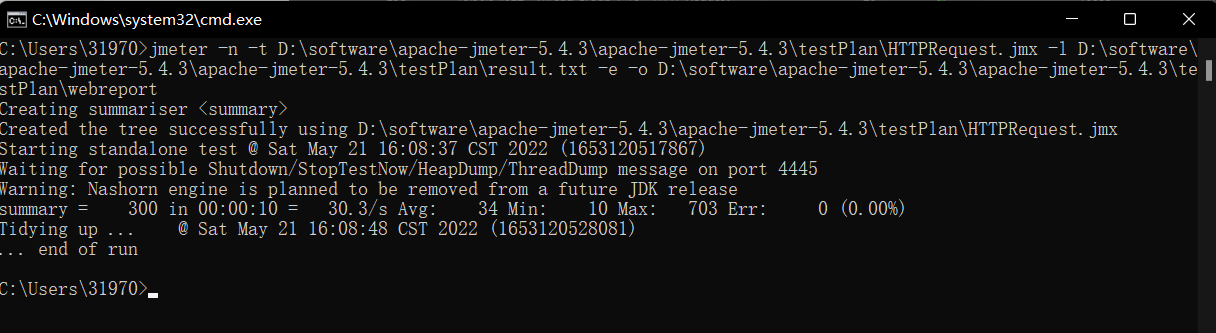 C:\Windows\system32\cmd.exe
C:\Users\31970>jmeter -n -t D:\software\apache-jmeter-5.4.3\apache-jmeter-5.4.3\testPlan\HTTPRequest.jmx -l D:\software\
apache-jmeter-5.4.3\apache-jmeter-5.4.3\testPlan\result.txt -e -o D:\software\apache-jmeter-5.4.3\apache-jmeter-5.4.3\te
stPlan\webreport
Creating summariser <summary>
Created the tree successfully using D:\software\apache-jmeter-5.4.3\apache-jmeter-5.4.3\testPlan\HTTPRequest.jmx
Starting standalone test @ Sat May 21 16:08:37 CST 2022 (1653120517867)
Waiting for possible Shutdown/StopTestNow/HeapDump/ThreadDump message on port 4445
Warning: Nashorn engine is planned to be removed from a future JDK release
summary =    300 in 00:00:10 =   30.3/s Avg:    34 Min:    10 Max:   703 Err:     0 (0.00%)
Tidying up ...    @ Sat May 21 16:08:48 CST 2022 (1653120528081)
... end of run
C:\Users\31970>